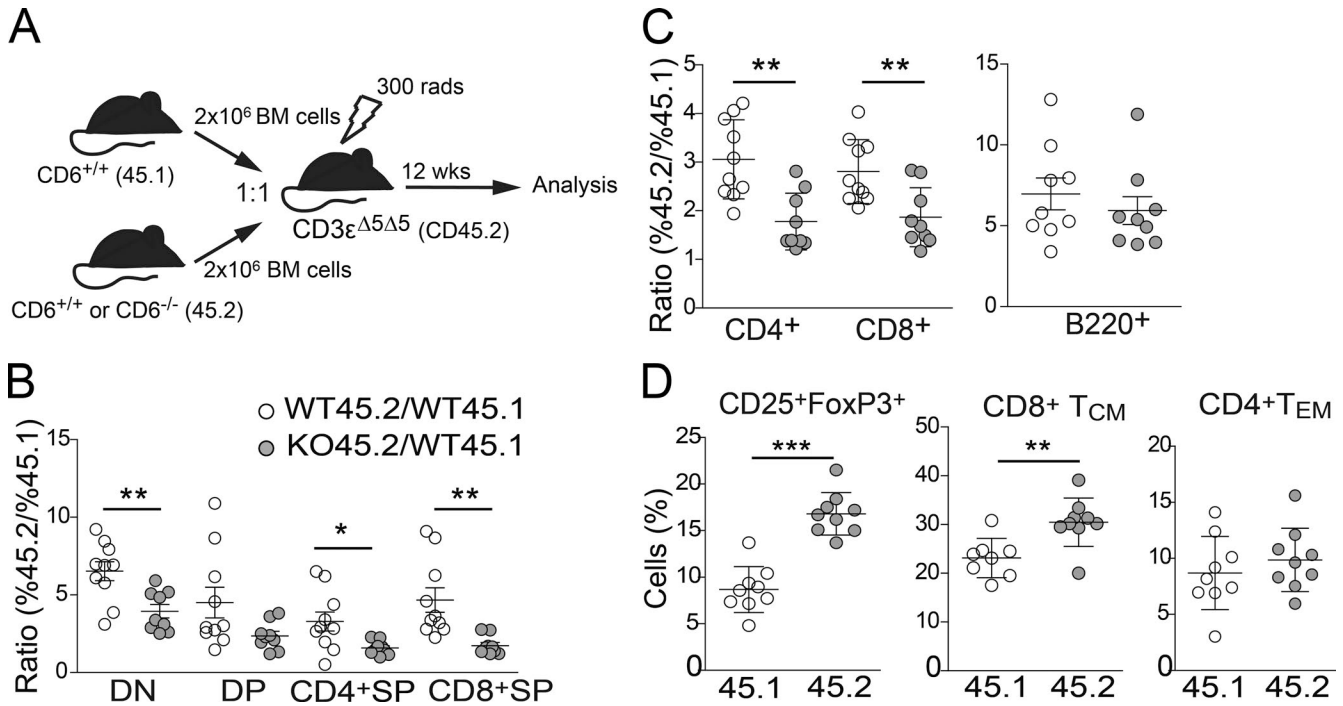 A
300 rads
2x10⁶ BM cells
CD6⁺/⁺ (45.1)
1:1
12 wks
Analysis
CD3ε^Δ5Δ5 (CD45.2)
2x10⁶ BM cells
CD6⁺/⁺ or CD6⁻/⁻ (45.2)
B
WT45.2/WT45.1
KO45.2/WT45.1
Ratio (%45.2/%45.1)
15
10
5
0
**
*
**
DN DP CD4⁺SP CD8⁺SP
C
Ratio (%45.2/%45.1)
5
4
3
2
1
0
** **
CD4⁺ CD8⁺
15
10
5
0
B220⁺
D
CD25⁺FoxP3⁺
Cells (%)
25
20
15
10
5
0
***
45.1 45.2
CD8⁺ T_CM
50
40
30
20
10
0
**
45.1 45.2
CD4⁺T_EM
20
15
10
5
0
45.1 45.2